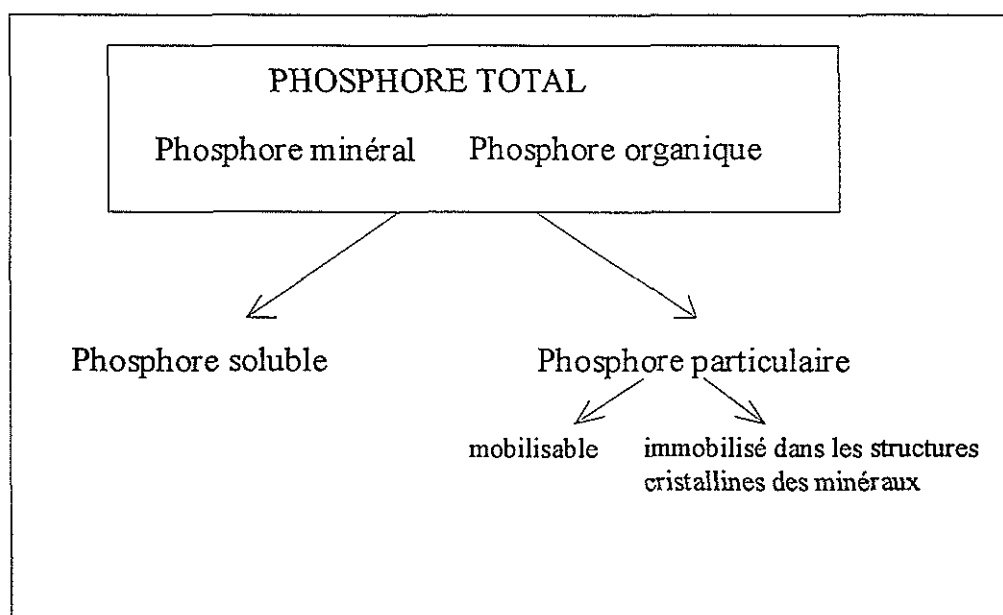 PHOSPHORE TOTAL
Phosphore minéral Phosphore organique
Phosphore soluble Phosphore particulaire
mobilisable immobilisé dans les structures
cristallines des minéraux